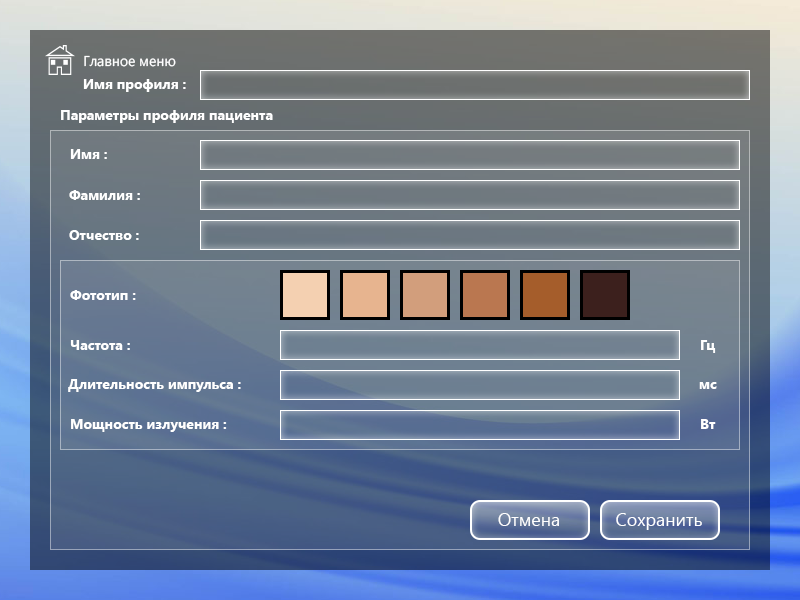 Главное меню
Имя профиля :
Параметры профиля пациента
Имя :
Фамилия :
Отчество :
Фототип :
Частота : Гц
Длительность импульса : мс
Мощность излучения : Вт
Отмена Сохранить